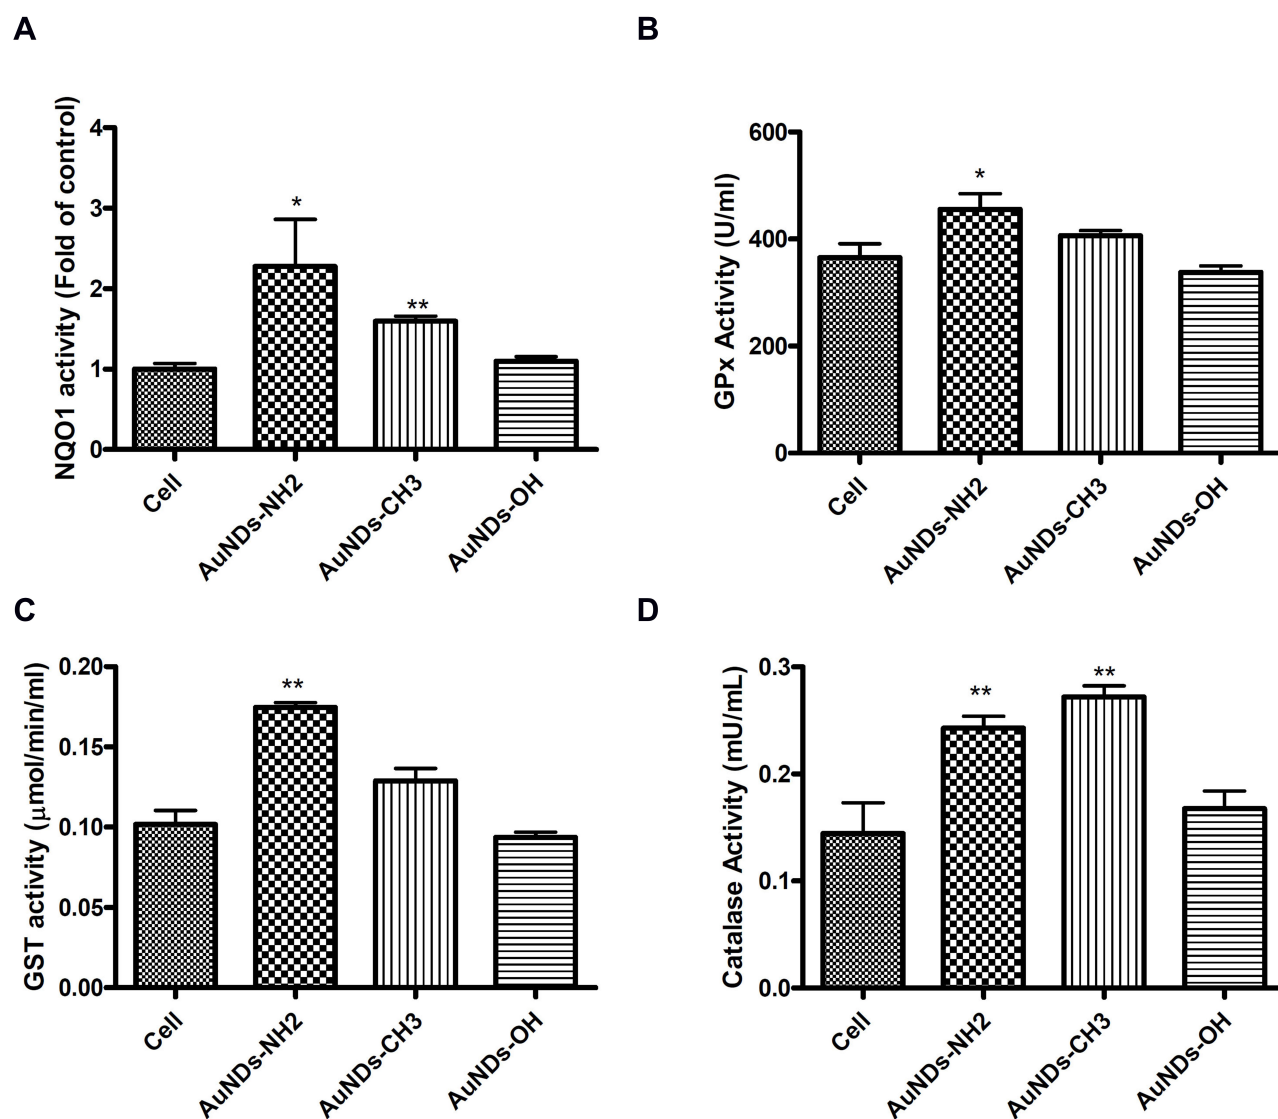 A
NQO1 activity (Fold of control)
4
3
2
1
0
*
**
Cell
AuNDs-NH2
AuNDs-CH3
AuNDs-OH
B
GPx Activity (U/ml)
600
400
200
0
*
Cell
AuNDs-NH2
AuNDs-CH3
AuNDs-OH
C
GST activity (μmol/min/ml)
0.20
0.15
0.10
0.05
0.00
**
Cell
AuNDs-NH2
AuNDs-CH3
AuNDs-OH
D
Catalase Activity (mU/mL)
0.3
0.2
0.1
0.0
**
**
Cell
AuNDs-NH2
AuNDs-CH3
AuNDs-OH